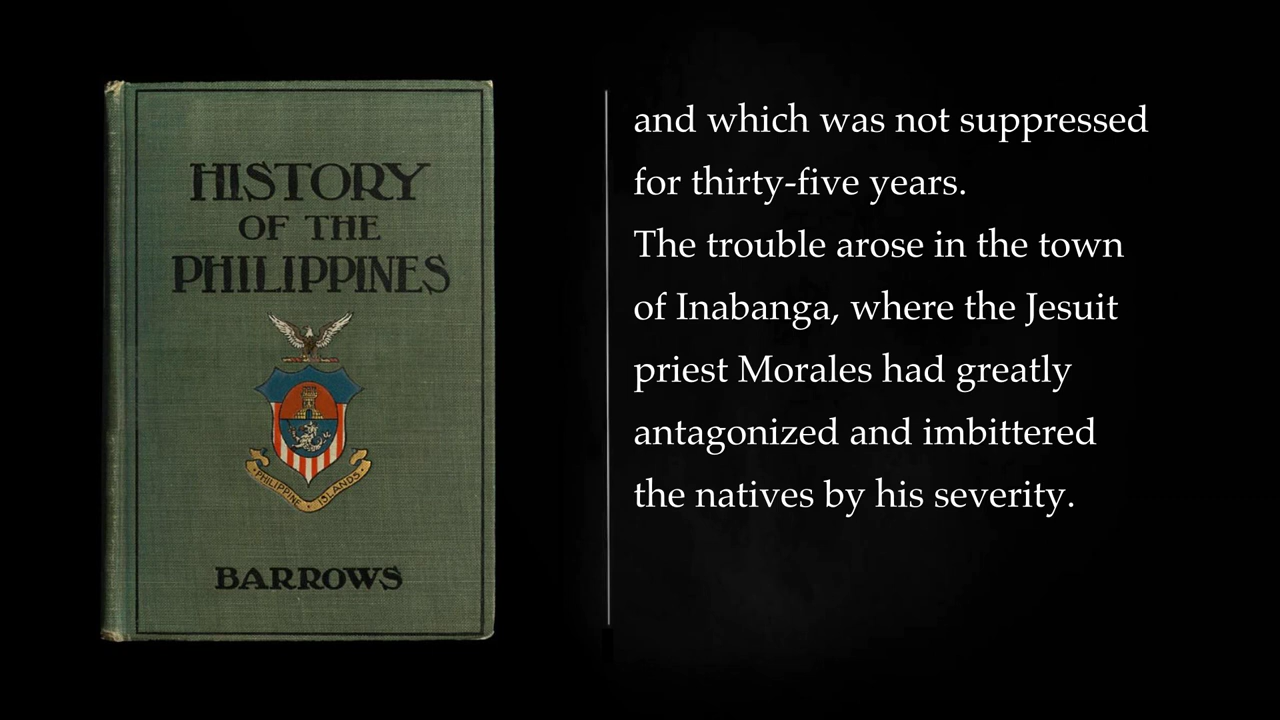 HISTORY
OF THE
PHILIPPINES
PHILIPPINE ISLANDS
BARROWS
and which was not suppressed
for thirty-five years.
The trouble arose in the town
of Inabanga, where the Jesuit
priest Morales had greatly
antagonized and imbittered
the natives by his severity.